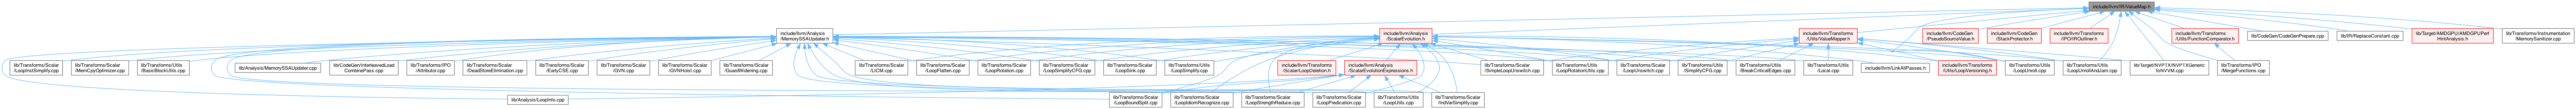 include/llvm/IR/ValueMap.h
include/llvm/Analysis
/MemorySSAUpdater.h
include/llvm/Analysis
/ScalarEvolution.h
include/llvm/Transforms
/Utils/ValueMapper.h
include/llvm/CodeGen
/PseudoSourceValue.h
include/llvm/CodeGen
/StackProtector.h
include/llvm/Transforms
/IPO/IROutliner.h
include/llvm/Transforms
/Utils/FunctionComparator.h
lib/CodeGen/CodeGenPrepare.cpp
lib/IR/ReplaceConstant.cpp
lib/Target/AMDGPU/AMDGPUPerf
HintAnalysis.h
lib/Transforms/Instrumentation
/MemorySanitizer.cpp
lib/Transforms/Scalar
/LoopInstSimplify.cpp
lib/Transforms/Scalar
/MemCpyOptimizer.cpp
lib/Transforms/Utils
/BasicBlockUtils.cpp
lib/Analysis/MemorySSAUpdater.cpp
lib/CodeGen/InterleavedLoad
CombinePass.cpp
lib/Transforms/IPO
/Attributor.cpp
lib/Transforms/Scalar
/DeadStoreElimination.cpp
lib/Transforms/Scalar
/EarlyCSE.cpp
lib/Transforms/Scalar
/GVN.cpp
lib/Transforms/Scalar
/GVNHoist.cpp
lib/Transforms/Scalar
/GuardWidening.cpp
lib/Transforms/Scalar
/LICM.cpp
lib/Transforms/Scalar
/LoopFlatten.cpp
lib/Transforms/Scalar
/LoopRotation.cpp
lib/Transforms/Scalar
/LoopSimplifyCFG.cpp
lib/Transforms/Scalar
/LoopSink.cpp
lib/Transforms/Utils
/LoopSimplify.cpp
include/llvm/Transforms
/Scalar/LoopDeletion.h
include/llvm/Analysis
/ScalarEvolutionExpressions.h
lib/Transforms/Scalar
/SimpleLoopUnswitch.cpp
lib/Transforms/Utils
/LoopRotationUtils.cpp
lib/Transforms/Scalar
/LoopUnswitch.cpp
lib/Transforms/Utils
/SimplifyCFG.cpp
lib/Transforms/Utils
/BreakCriticalEdges.cpp
lib/Transforms/Utils
/Local.cpp
include/llvm/LinkAllPasses.h
include/llvm/Transforms
/Utils/LoopVersioning.h
lib/Transforms/Utils
/LoopUnroll.cpp
lib/Transforms/Utils
/LoopUnrollAndJam.cpp
lib/Target/NVPTX/NVPTXGeneric
ToNVVM.cpp
lib/Transforms/IPO
/MergeFunctions.cpp
lib/Analysis/LoopInfo.cpp
lib/Transforms/Scalar
/LoopBoundSplit.cpp
lib/Transforms/Scalar
/LoopIdiomRecognize.cpp
lib/Transforms/Scalar
/LoopStrengthReduce.cpp
lib/Transforms/Scalar
/LoopPredication.cpp
lib/Transforms/Utils
/LoopUtils.cpp
lib/Transforms/Scalar
/IndVarSimplify.cpp